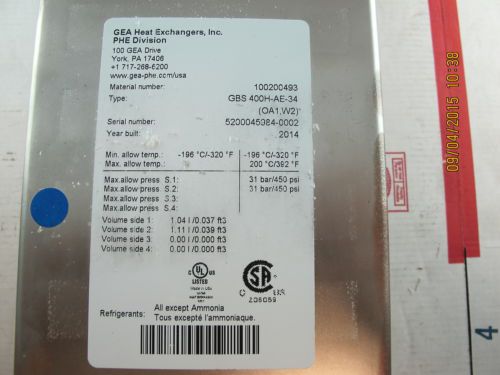 GEA Heat Exchangers, Inc.
PHE Division
100 GEA Drive
York, PA 17406
+1 717-268-6200
www.gea-phe.com/usa
Material number: 100200493
Type: GBS 400H-AE-34
(OA1,W2)
Serial number: 5200045984-0002
Year built: 2014
Min. allow temp.: -196 °C/-320 °F -196 °C/-320 °F
Max. allow temp.: 200 °C/392 °F
Max.allow press S.1: 31 bar/450 psi
Max.allow press S.2: 31 bar/450 psi
Max.allow press S.3:
Max.allow press S.4:
Volume side 1: 1.04 l/0.037 ft3
Volume side 2: 1.11 l/0.039 ft3
Volume side 3: 0.00 l/0.000 ft3
Volume side 4: 0.00 l/0.000 ft3
C UL US
LISTED
SA
206059
Refrigerants: All except Ammonia
Tous excepté l'ammoniaque.
09/04/2015 10:38
4